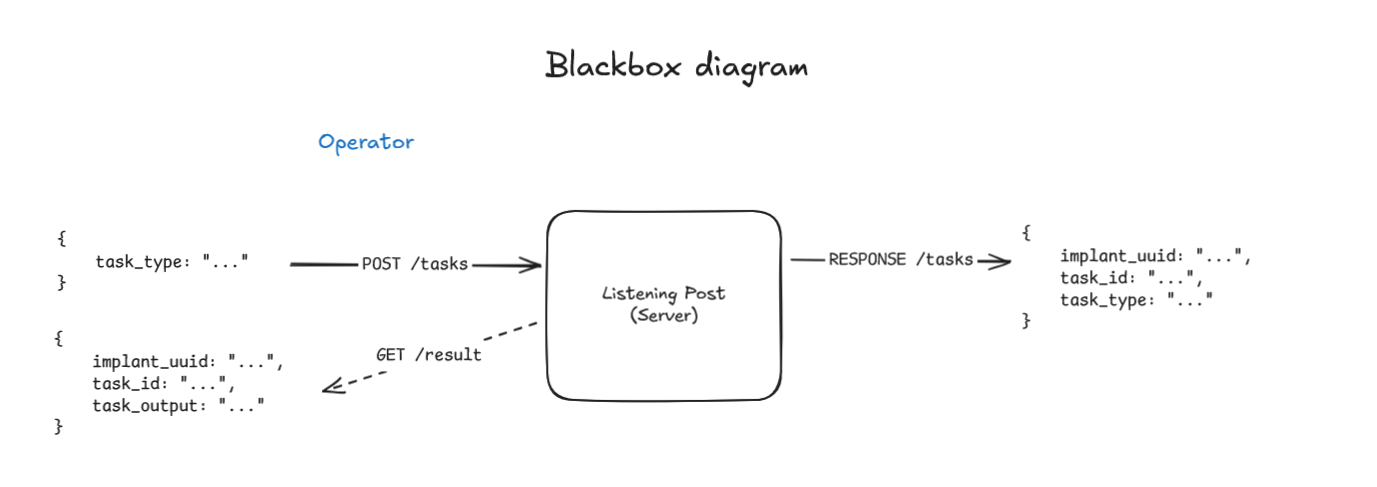 Blackbox diagram
Operator
{
task_type: "..."
}
POST /tasks
{
implant_uuid: "...",
task_id: "...",
task_output: "..."
}
GET /result
Listening Post
(Server)
RESPONSE /tasks
{
implant_uuid: "...",
task_id: "...",
task_type: "..."
}